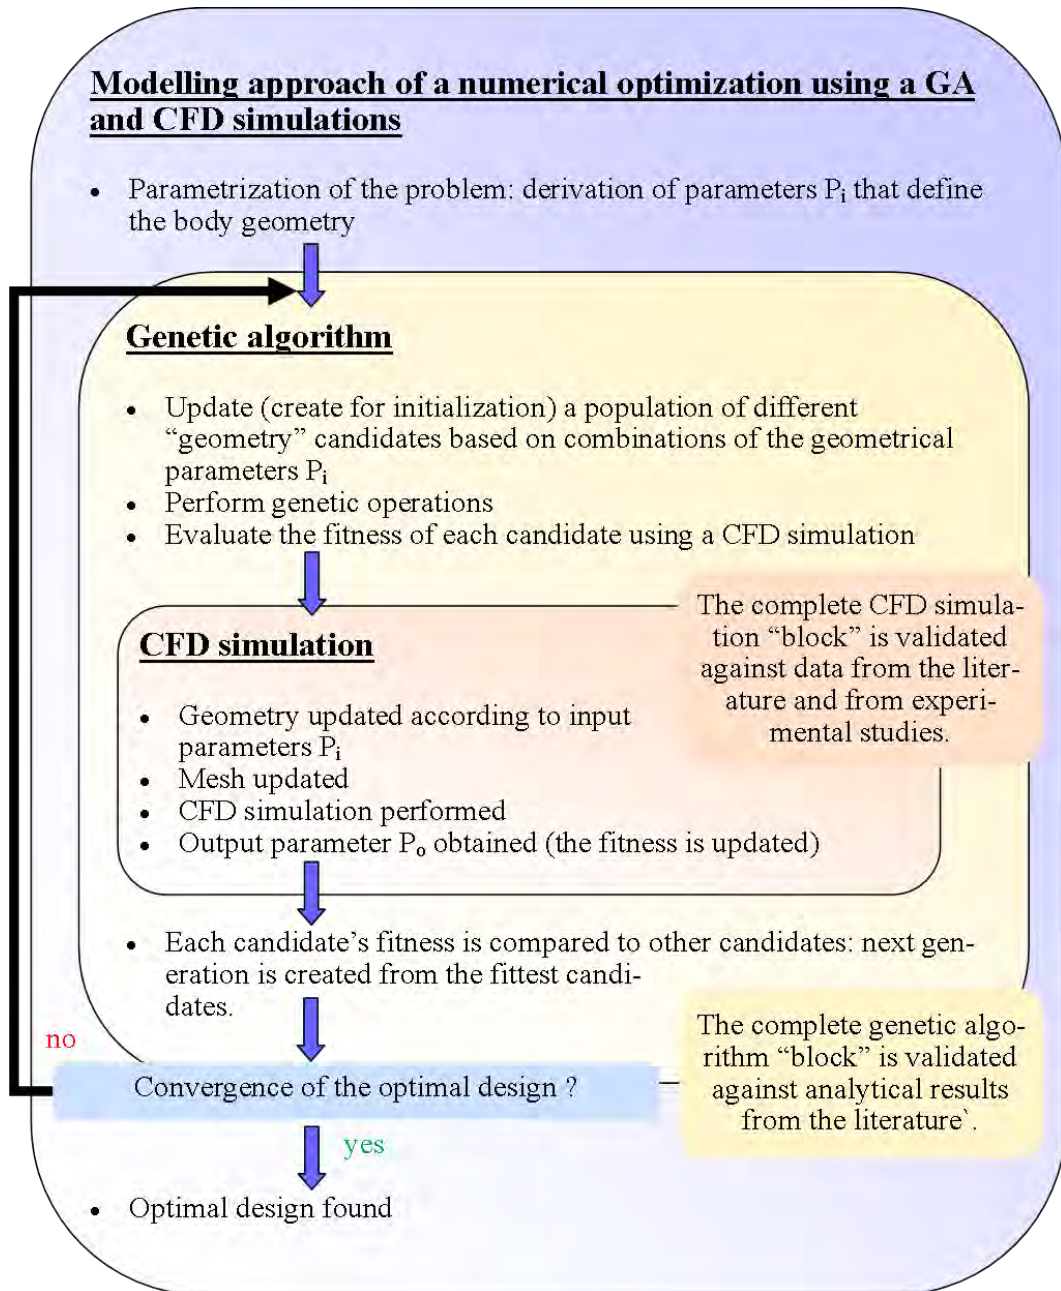 Modelling approach of a numerical optimization using a GA
and CFD simulations
• Parametrization of the problem: derivation of parameters Pi that define
the body geometry
Genetic algorithm
• Update (create for initialization) a population of different
“geometry” candidates based on combinations of the geometrical
parameters Pi
• Perform genetic operations
• Evaluate the fitness of each candidate using a CFD simulation
The complete CFD simula-
tion “block” is validated
against data from the liter-
ature and from experi-
mental studies.
CFD simulation
• Geometry updated according to input
parameters Pi
• Mesh updated
• CFD simulation performed
• Output parameter Po obtained (the fitness is updated)
• Each candidate’s fitness is compared to other candidates: next gen-
eration is created from the fittest candi-
dates.
The complete genetic algo-
rithm “block” is validated
against analytical results
from the literature`.
no
Convergence of the optimal design ?
yes
• Optimal design found